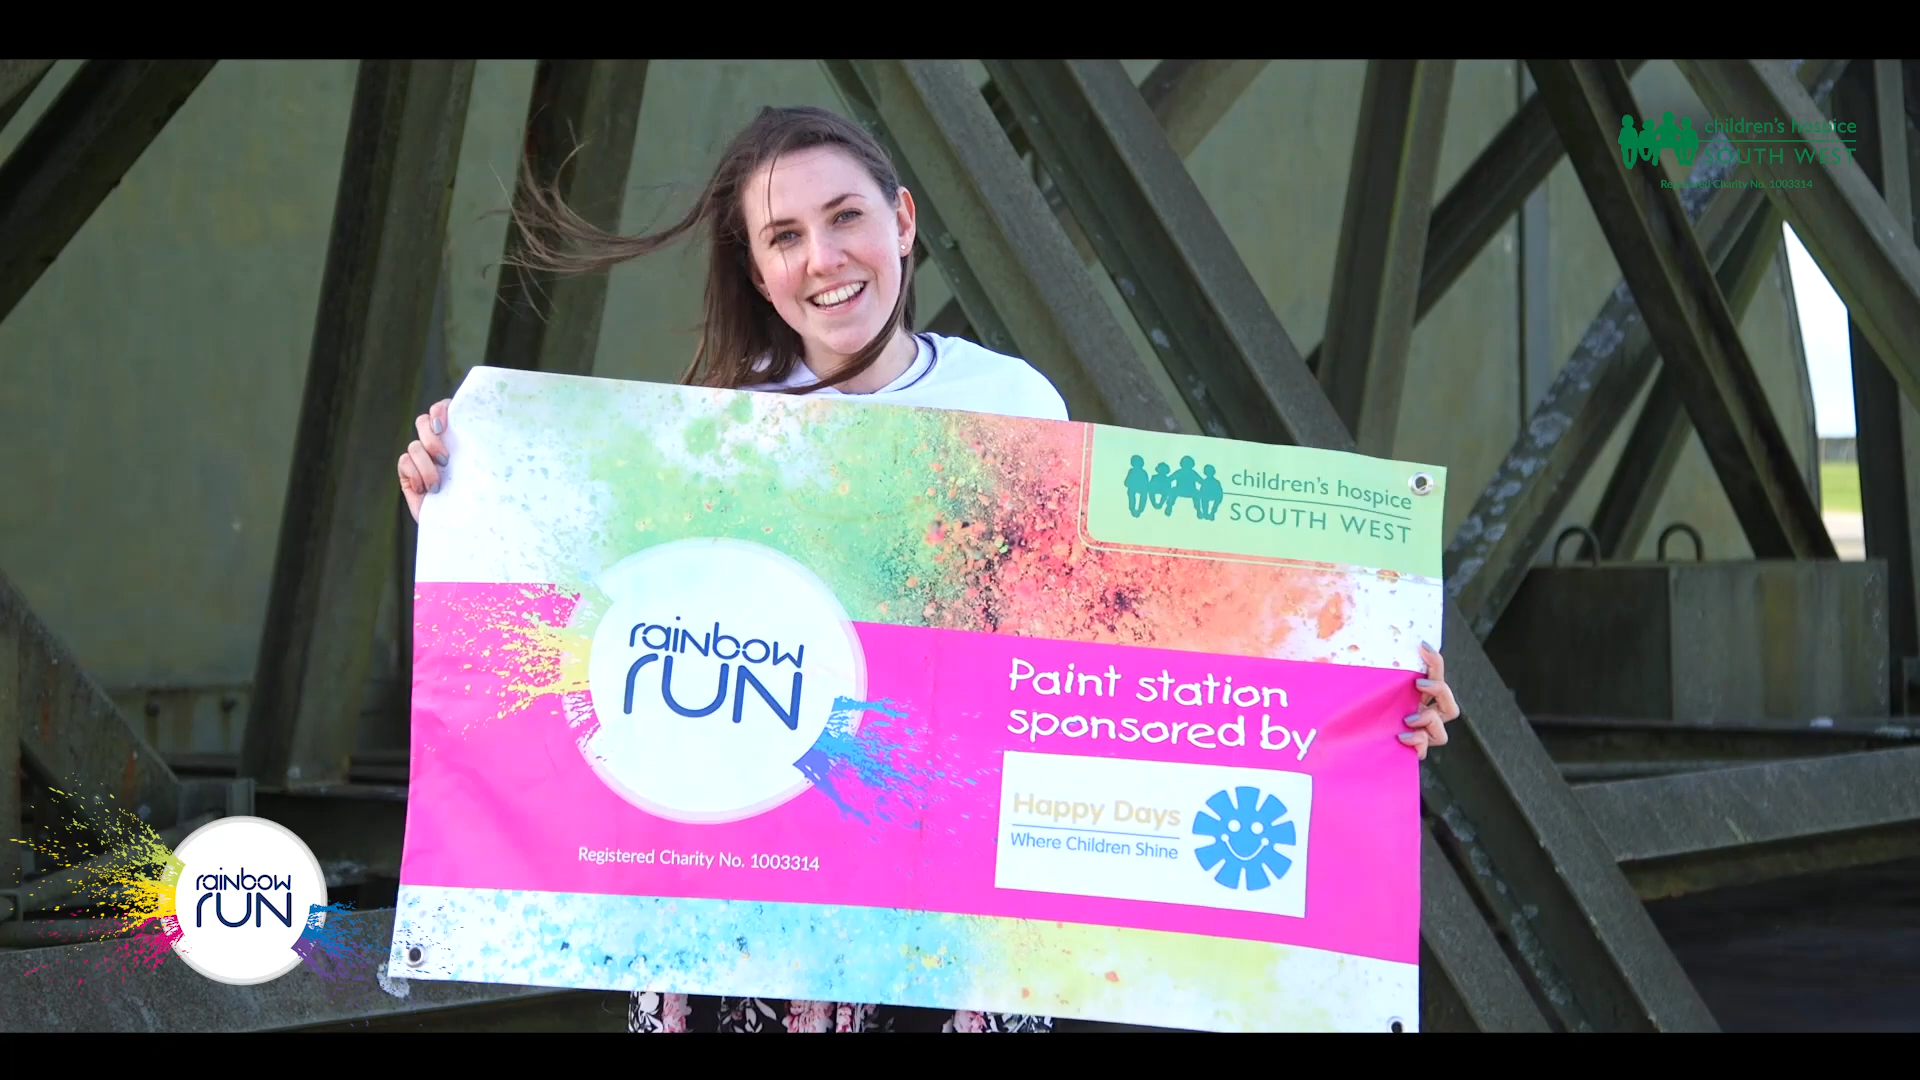 children's hospice
SOUTH WEST
Registered Charity No. 1003314
children's hospice
SOUTH WEST
rainbow
RUN
Paint station
sponsored by
Happy Days
Where Children Shine
Registered Charity No. 1003314
rainbow
RUN